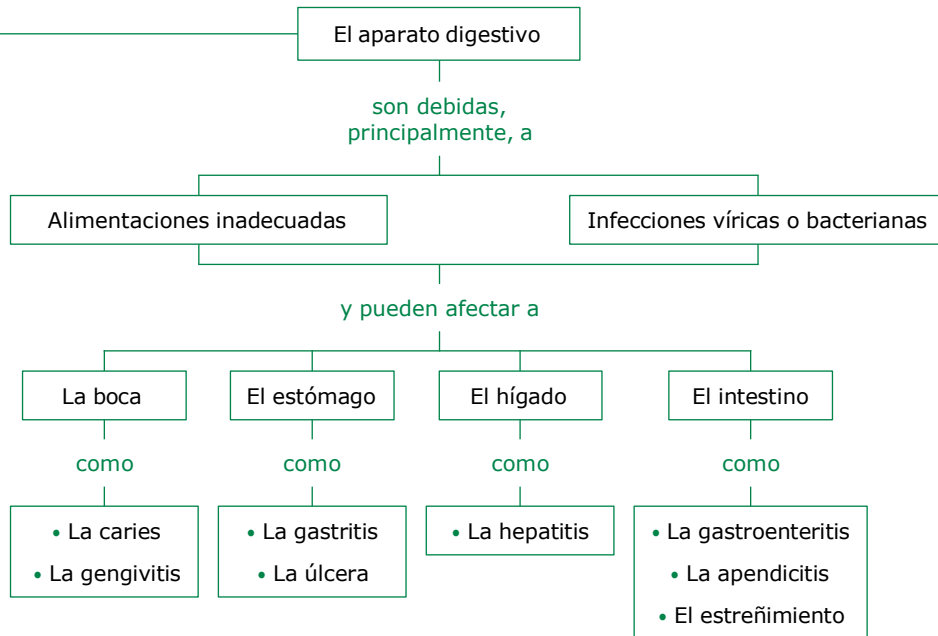 El aparato digestivo
son debidas,
principalmente, a
Alimentaciones inadecuadas
Infecciones víricas o bacterianas
y pueden afectar a
La boca
El estómago
El hígado
El intestino
como
como
como
como
• La caries
• La gengivitis
• La gastritis
• La úlcera
• La hepatitis
• La gastroenteritis
• La apendicitis
• El estreñimiento